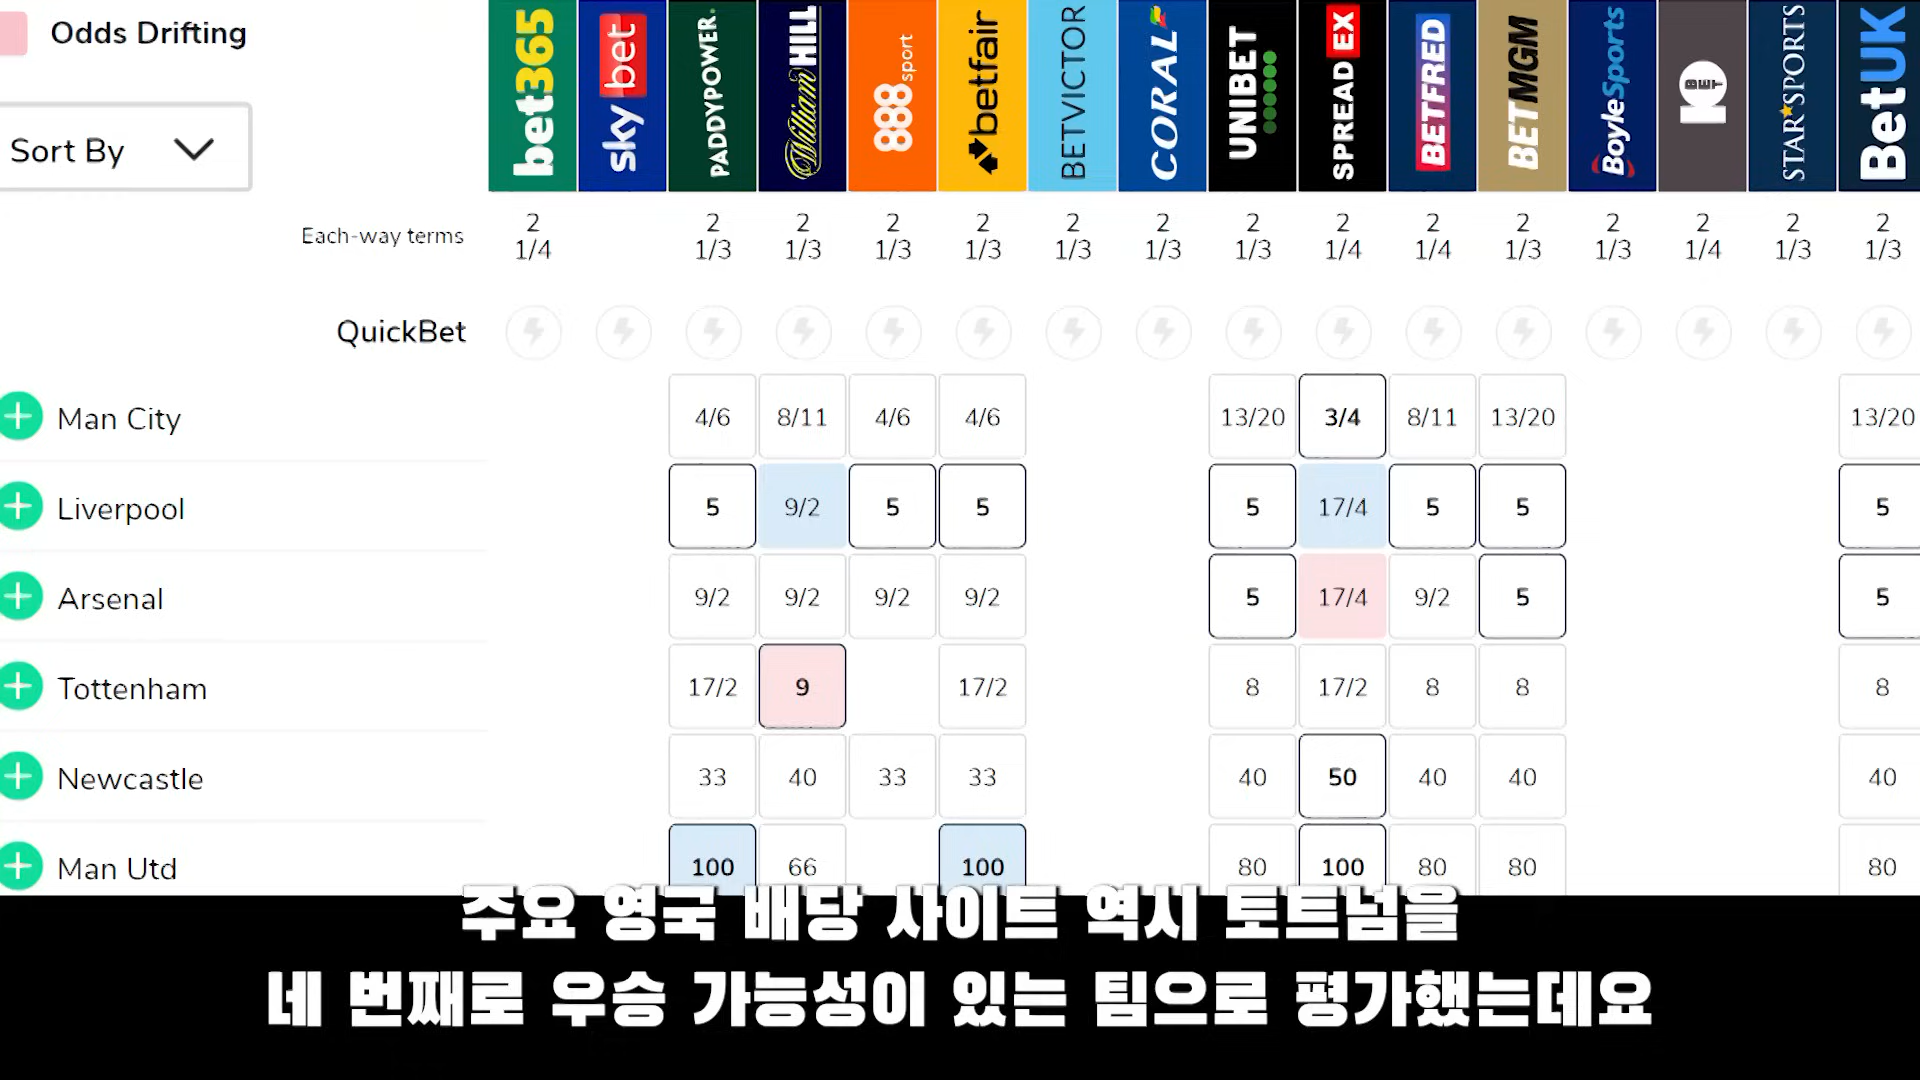 Odds Drifting
bet365 sky bet PADDYPOWER. William HILL 888sport betfair BETVICTOR CORAL UNIBET SPREAD EX BETFRED BETMGM BoyleSports 10 BET STAR SPORTS BetUK
Sort By
Each-way terms 2 1/4 2 1/3 2 1/3 2 1/3 2 1/3 2 1/3 2 1/3 2 1/3 2 1/4 2 1/4 2 1/3 2 1/3 2 1/4 2 1/3 2 1/3
QuickBet
Man City 4/6 8/11 4/6 4/6 13/20 3/4 8/11 13/20 13/20
Liverpool 5 9/2 5 5 5 17/4 5 5 5
Arsenal 9/2 9/2 9/2 9/2 5 17/4 9/2 5 5
Tottenham 17/2 9 17/2 8 17/2 8 8 8
Newcastle 33 40 33 33 40 50 40 40 40
Man Utd 100 66 100 80 100 80 80 80
주요 영국 배당 사이트 역시 토트넘을
네 번째로 우승 가능성이 있는 팀으로 평가했는데요